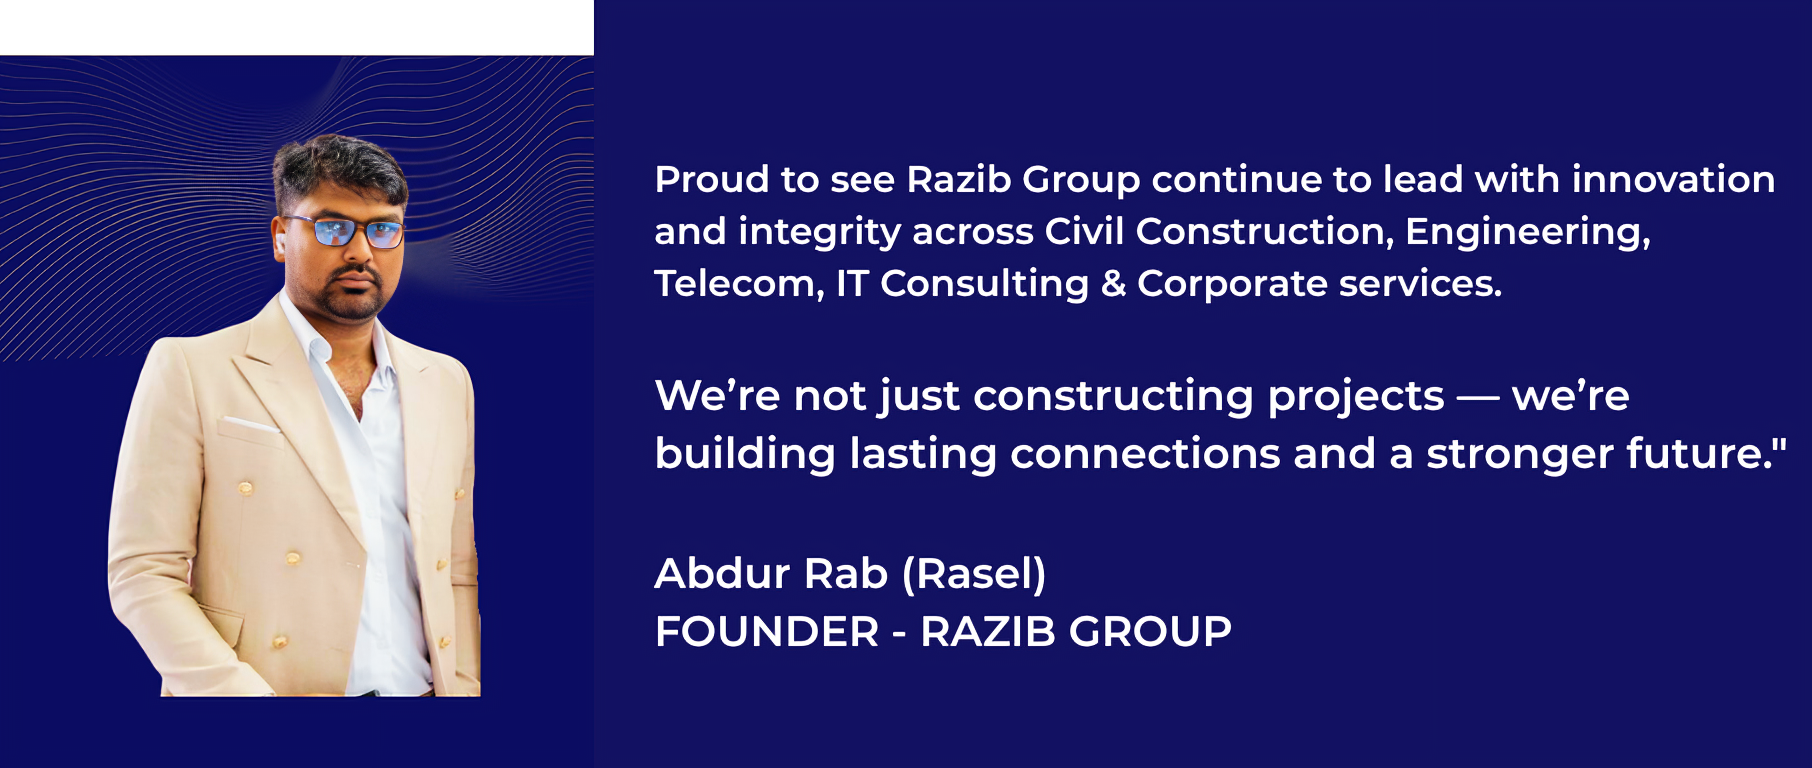 Proud to see Razib Group continue to lead with innovation
and integrity across Civil Construction, Engineering,
Telecom, IT Consulting & Corporate services.
We’re not just constructing projects — we’re
building lasting connections and a stronger future."
Abdur Rab (Rasel)
FOUNDER - RAZIB GROUP